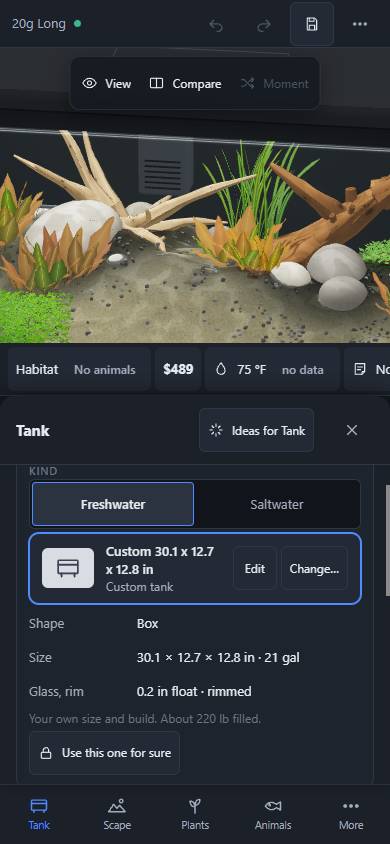 20g Long
View
Compare
Moment
Habitat
No animals
$489
75 °F
no data
Tank
Ideas for Tank
KIND
Freshwater
Saltwater
Custom 30.1 x 12.7
x 12.8 in
Custom tank
Edit
Change...
Shape
Box
Size
30.1 × 12.7 × 12.8 in · 21 gal
Glass, rim
0.2 in float · rimmed
Your own size and build. About 220 lb filled.
Use this one for sure
Tank
Scape
Plants
Animals
More